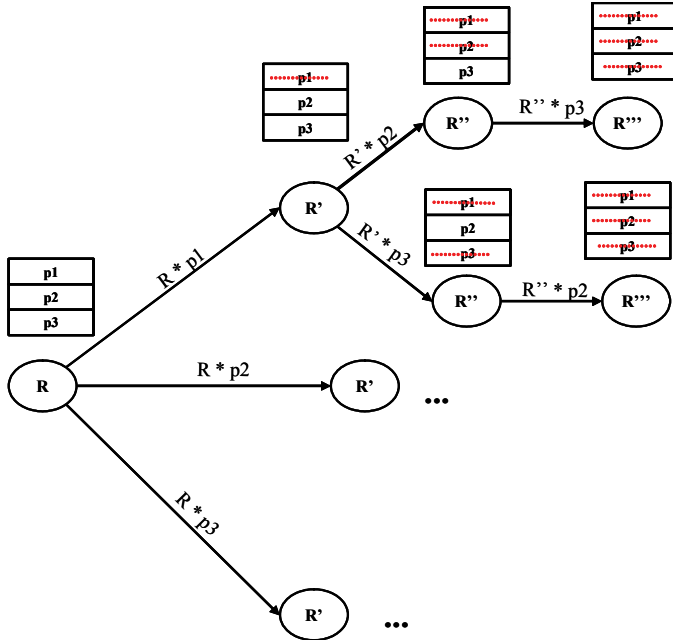 p1
p2
p3
p1
p2
p3
p1
p2
p3
R''
R'' * p3
R'''
R' * p2
R'
R * p1
R' * p3
p1
p2
p3
p1
p2
p3
R''
R'' * p2
R'''
p1
p2
p3
R
R * p2
R'
...
R * p3
R'
...